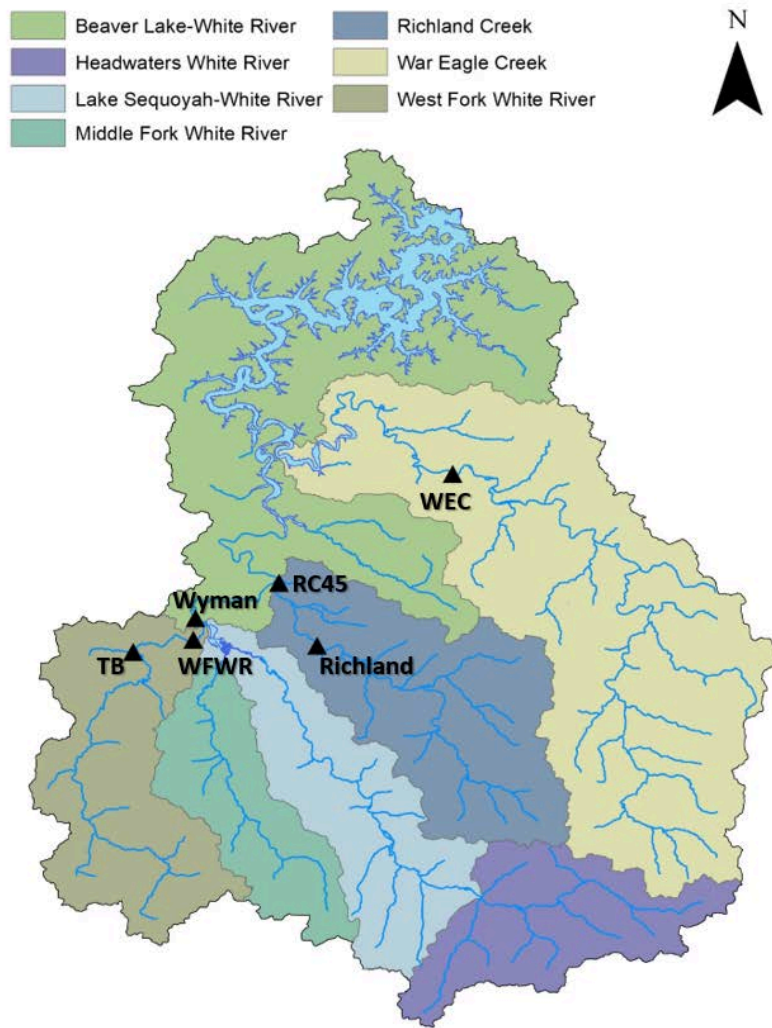 Beaver Lake-White River
Headwaters White River
Lake Sequoyah-White River
Middle Fork White River
Richland Creek
War Eagle Creek
West Fork White River
N
WEC
RC45
Wyman
TB
WFWR
Richland